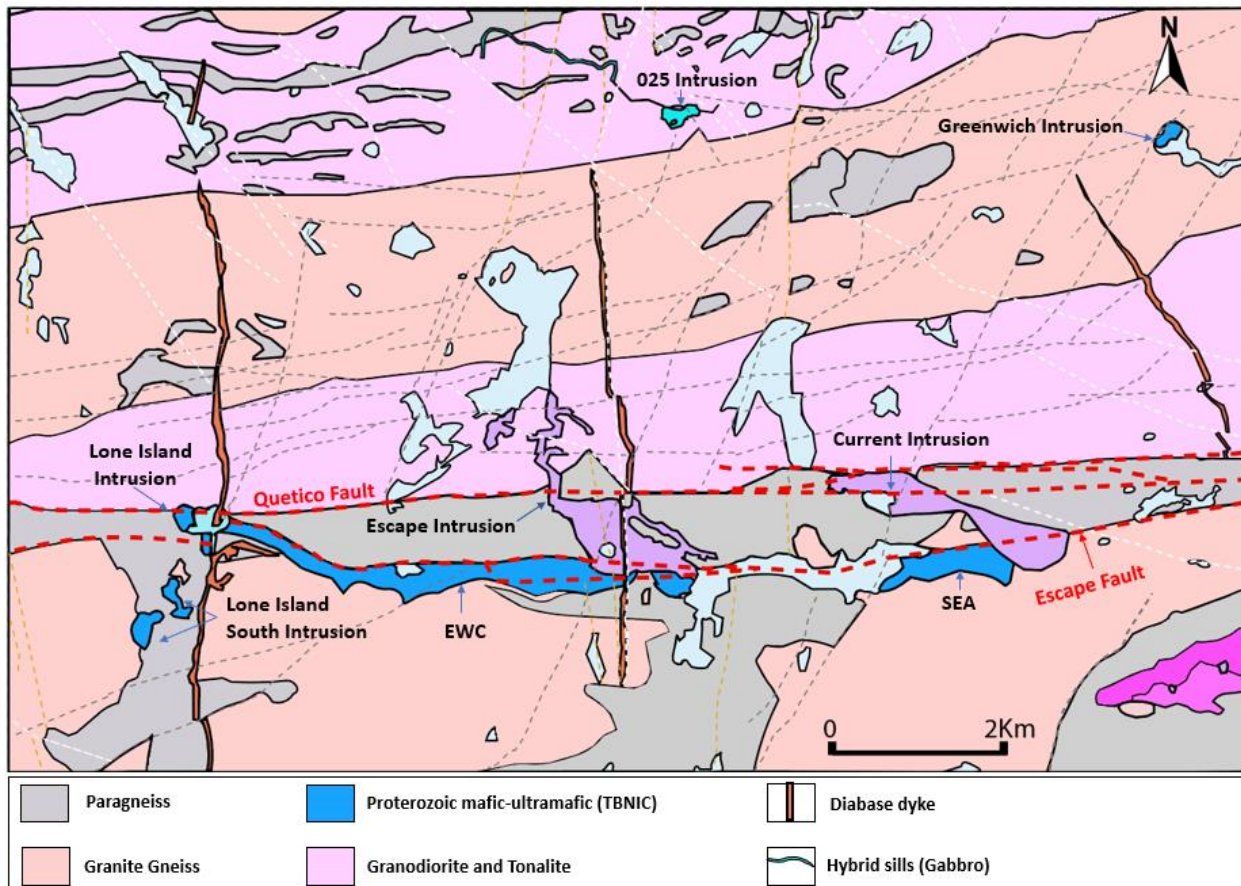 N
025 Intrusion
Greenwich Intrusion
Lone Island
Intrusion
Quetico Fault
Current Intrusion
Escape Intrusion
Lone Island
South Intrusion
EWC
SEA
Escape Fault
0
2Km
Paragneiss
Proterozoic mafic-ultramafic (TBNIC)
Diabase dyke
Granite Gneiss
Granodiorite and Tonalite
Hybrid sills (Gabbro)